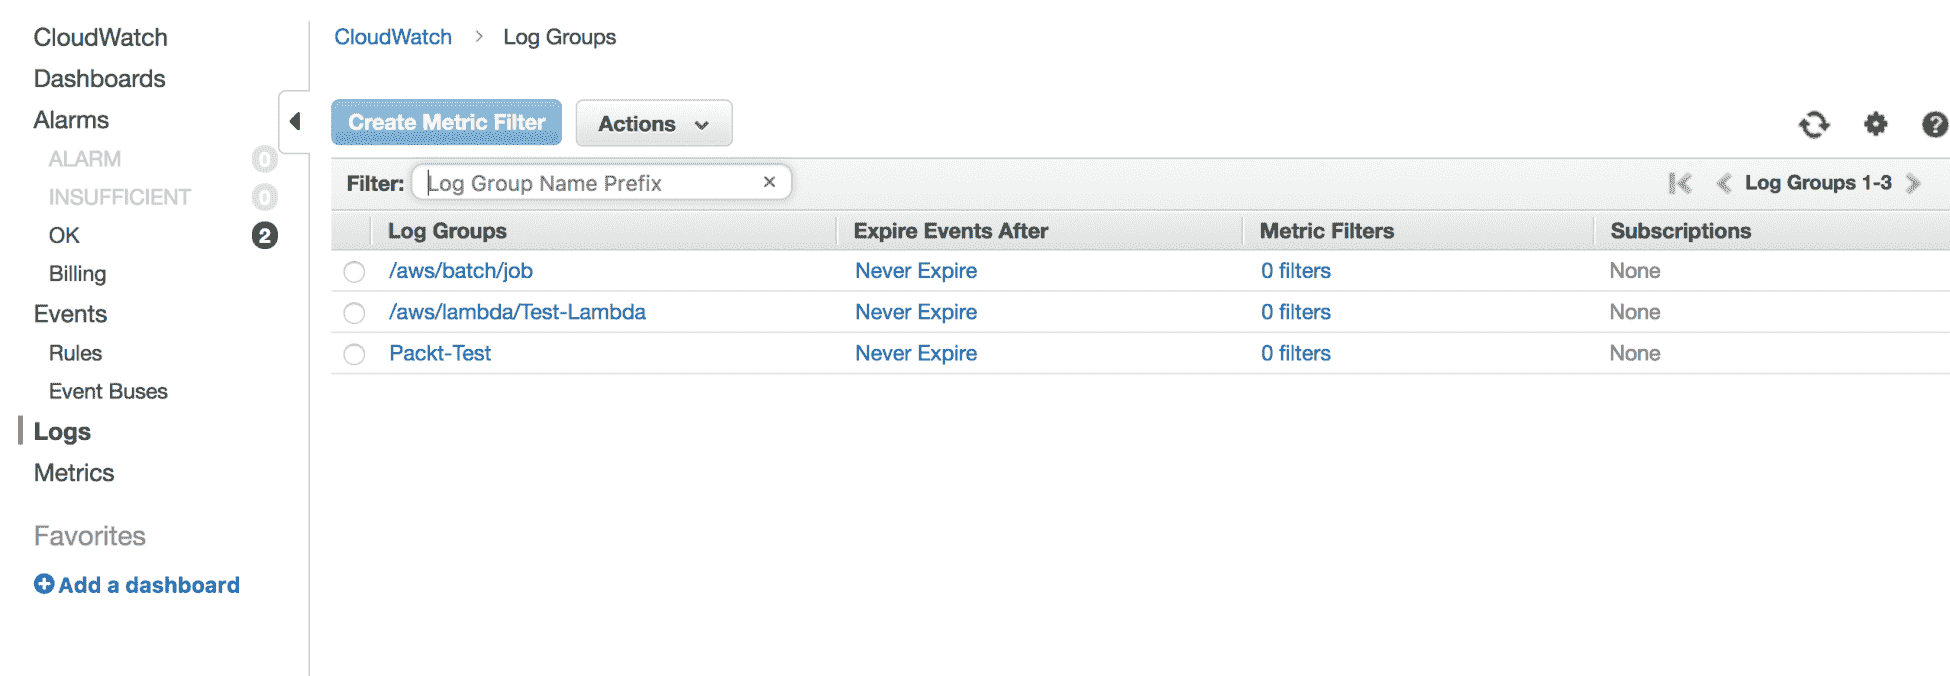 CloudWatch
Dashboards
Alarms
ALARM 0
INSUFFICIENT 0
OK 2
Billing
Events
Rules
Event Buses
Logs
Metrics
Favorites
Add a dashboard
CloudWatch > Log Groups
Create Metric Filter Actions
Filter: Log Group Name Prefix × Log Groups 1-3
Log Groups Expire Events After Metric Filters Subscriptions
/aws/batch/job Never Expire 0 filters None
/aws/lambda/Test-Lambda Never Expire 0 filters None
Packt-Test Never Expire 0 filters None